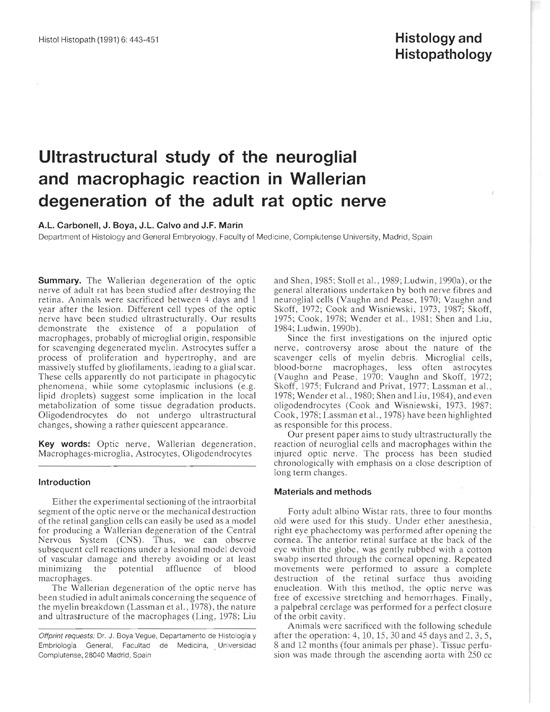 Histol Histopath (1991) 6: 443-451
Histology and
Histopathology
Ultrastructural study of the neuroglial
and macrophagic reaction in Wallerian
degeneration of the adult rat optic nerve
A.L. Carbonell, J. Boya, J.L. Calvo and J.F. Marin
Department of Histology and General Embryology, Faculty of Medicine, Complutense University, Madrid, Spain
Summary. The Wallerian degeneration of the optic
nerve of adult rat has been studied after destroying the
retina. Animals were sacrificed between 4 days and 1
year after the lesion. Different cell types of the optic
nerve have been studied ultrastructurally. Our results
demonstrate the existence of a population of
macrophages, probably of microglial origin, responsible
for scavenging degenerated myelin. Astrocytes suffer a
process of proliferation and hypertrophy, and are
massively stuffed by gliofilaments, leading to a glial scar.
These cells apparently do not participate in phagocytic
phenomena, while some cytoplasmic inclusions (e.g.
lipid droplets) suggest some implication in the local
metabolization of some tissue degradation products.
Oligodendrocytes do not undergo ultrastructural
changes, showing a rather quiescent appearance.
Key words: Optic nerve, Wallerian degeneration,
Macrophages-microglia, Astrocytes, Oligodendrocytes
Introduction
Either the experimental sectioning of the intraorbital
segment of the optic nerve or the mechanical destruction
of the retinal ganglion cells can easily be used as a model
for producing a Wallerian degeneration of the Central
Nervous System (CNS). Thus, we can observe
subsequent cell reactions under a lesional model devoid
of vascular damage and thereby avoiding or at least
minimizing the potential affluence of blood
macrophages.
The Wallerian degeneration of the optic nerve has
been studied in adult animals concerning the sequence of
the myelin breakdown (Lassman et al., 1978), the nature
and ultrastructure of the macrophages (Ling, 1978; Liu
Offprint requests: Dr. J. Boya Vegue, Departamento de Histología y
Embriología General, Facultad de Medicina, Universidad
Complutense, 28040 Madrid, Spain
and Shen, 1985; Stoll et al., 1989; Ludwin, 1990a), or the
general alterations undertaken by both nerve fibres and
neuroglial cells (Vaughn and Pease, 1970; Vaughn and
Skoff, 1972; Cook and Wisniewski, 1973, 1987; Skoff,
1975; Cook, 1978; Wender et al., 1981; Shen and Liu,
1984; Ludwin, 1990b).
Since the first investigations on the injured optic
nerve, controversy arose about the nature of the
scavenger cells of myelin debris. Microglial cells,
blood-borne macrophages, less often astrocytes
(Vaughn and Pease, 1970; Vaughn and Skoff, 1972;
Skoff, 1975; Fulcrand and Privat, 1977; Lassman et al.,
1978; Wender et al., 1980; Shen and Liu, 1984), and even
oligodendrocytes (Cook and Wisniewski, 1973, 1987;
Cook, 1978; Lassman et al., 1978) have been highlighted
as responsible for this process.
Our present paper aims to study ultrastructurally the
reaction of neuroglial cells and macrophages within the
injured optic nerve. The process has been studied
chronologically with emphasis on a close description of
long term changes.
Materials and methods
Forty adult albino Wistar rats, three to four months
old were used for this study. Under ether anesthesia,
right eye phachectomy was performed after opening the
cornea. The anterior retinal surface at the back of the
eye within the globe, was gently rubbed with a cotton
swabp inserted through the corneal opening. Repeated
movements were performed to assure a complete
destruction of the retinal surface thus avoiding
enucleation. With this method, the optic nerve was
free of excessive stretching and hemorrhages. Finally,
a palpebral cerclage was performed for a perfect closure
of the orbit cavity.
Animals were sacrificed with the following schedule
after the operation: 4, 10, 15, 30 and 45 days and 2, 3, 5,
8 and 12 months (four animals per phase). Tissue perfu-
sion was made through the ascending aorta with 250 cc